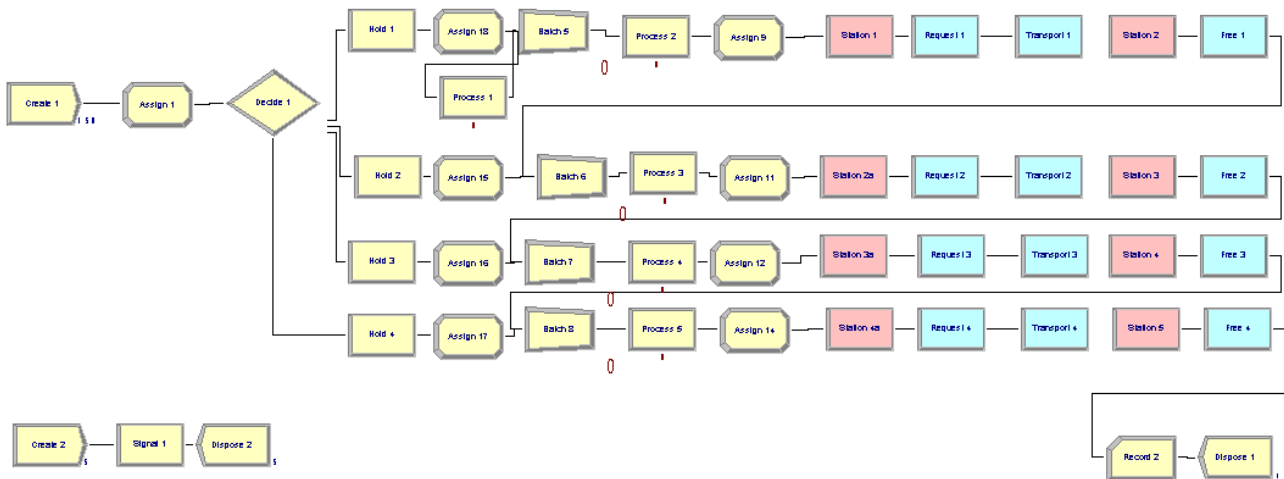 Hold 1 Assign 18 Batch 5 Process 2 Assign 9 Station 1 Request 1 Transport 1 Station 2 Free 1
0
Create 1 Assign 1 Decide 1 Process 1
150
Hold 2 Assign 15 Batch 6 Process 3 Assign 11 Station 2a Request 2 Transport 2 Station 3 Free 2
0
Hold 3 Assign 16 Batch 7 Process 4 Assign 12 Station 3a Request 3 Transport 3 Station 4 Free 3
0
Hold 4 Assign 17 Batch 8 Process 5 Assign 14 Station 4a Request 4 Transport 4 Station 5 Free 4
0
Create 2 Signal 1 Dispose 2 Record 2 Dispose 1
5 5